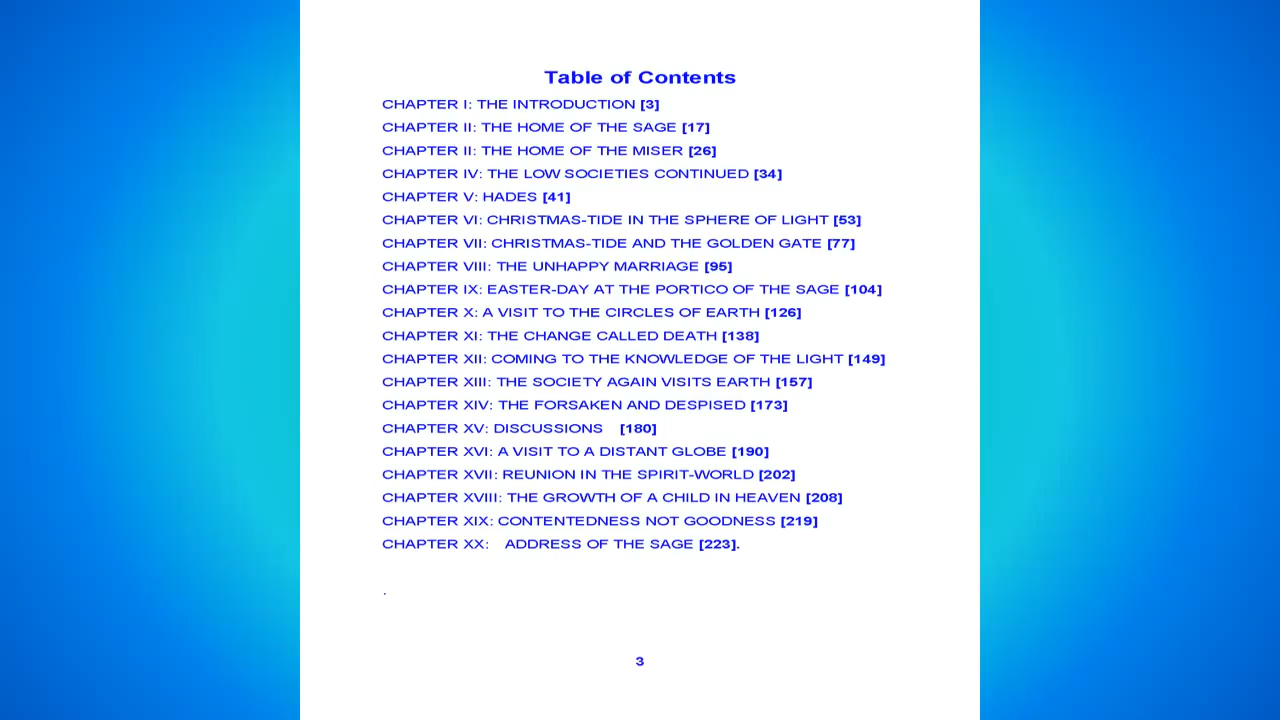 Table of Contents
CHAPTER I: THE INTRODUCTION [3]
CHAPTER II: THE HOME OF THE SAGE [17]
CHAPTER II: THE HOME OF THE MISER [26]
CHAPTER IV: THE LOW SOCIETIES CONTINUED [34]
CHAPTER V: HADES [41]
CHAPTER VI: CHRISTMAS-TIDE IN THE SPHERE OF LIGHT [53]
CHAPTER VII: CHRISTMAS-TIDE AND THE GOLDEN GATE [77]
CHAPTER VIII: THE UNHAPPY MARRIAGE [95]
CHAPTER IX: EASTER-DAY AT THE PORTICO OF THE SAGE [104]
CHAPTER X: A VISIT TO THE CIRCLES OF EARTH [126]
CHAPTER XI: THE CHANGE CALLED DEATH [138]
CHAPTER XII: COMING TO THE KNOWLEDGE OF THE LIGHT [149]
CHAPTER XIII: THE SOCIETY AGAIN VISITS EARTH [157]
CHAPTER XIV: THE FORSAKEN AND DESPISED [173]
CHAPTER XV: DISCUSSIONS [180]
CHAPTER XVI: A VISIT TO A DISTANT GLOBE [190]
CHAPTER XVII: REUNION IN THE SPIRIT-WORLD [202]
CHAPTER XVIII: THE GROWTH OF A CHILD IN HEAVEN [208]
CHAPTER XIX: CONTENTEDNESS NOT GOODNESS [219]
CHAPTER XX: ADDRESS OF THE SAGE [223].
.
3